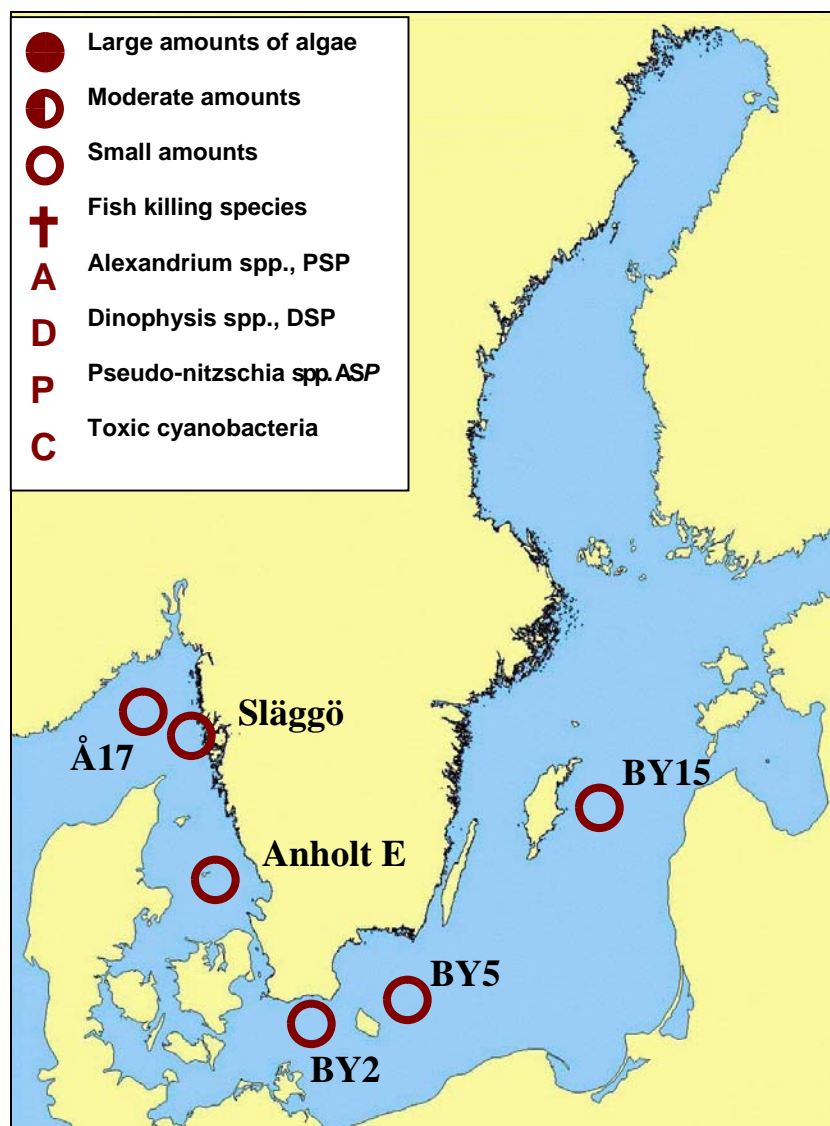 Large amounts of algae
Moderate amounts
Small amounts
Fish killing species
A Alexandrium spp., PSP
D Dinophysis spp., DSP
P Pseudo-nitzschia spp. ASP
C Toxic cyanobacteria
Släggö
Å17
BY15
Anholt E
BY5
BY2